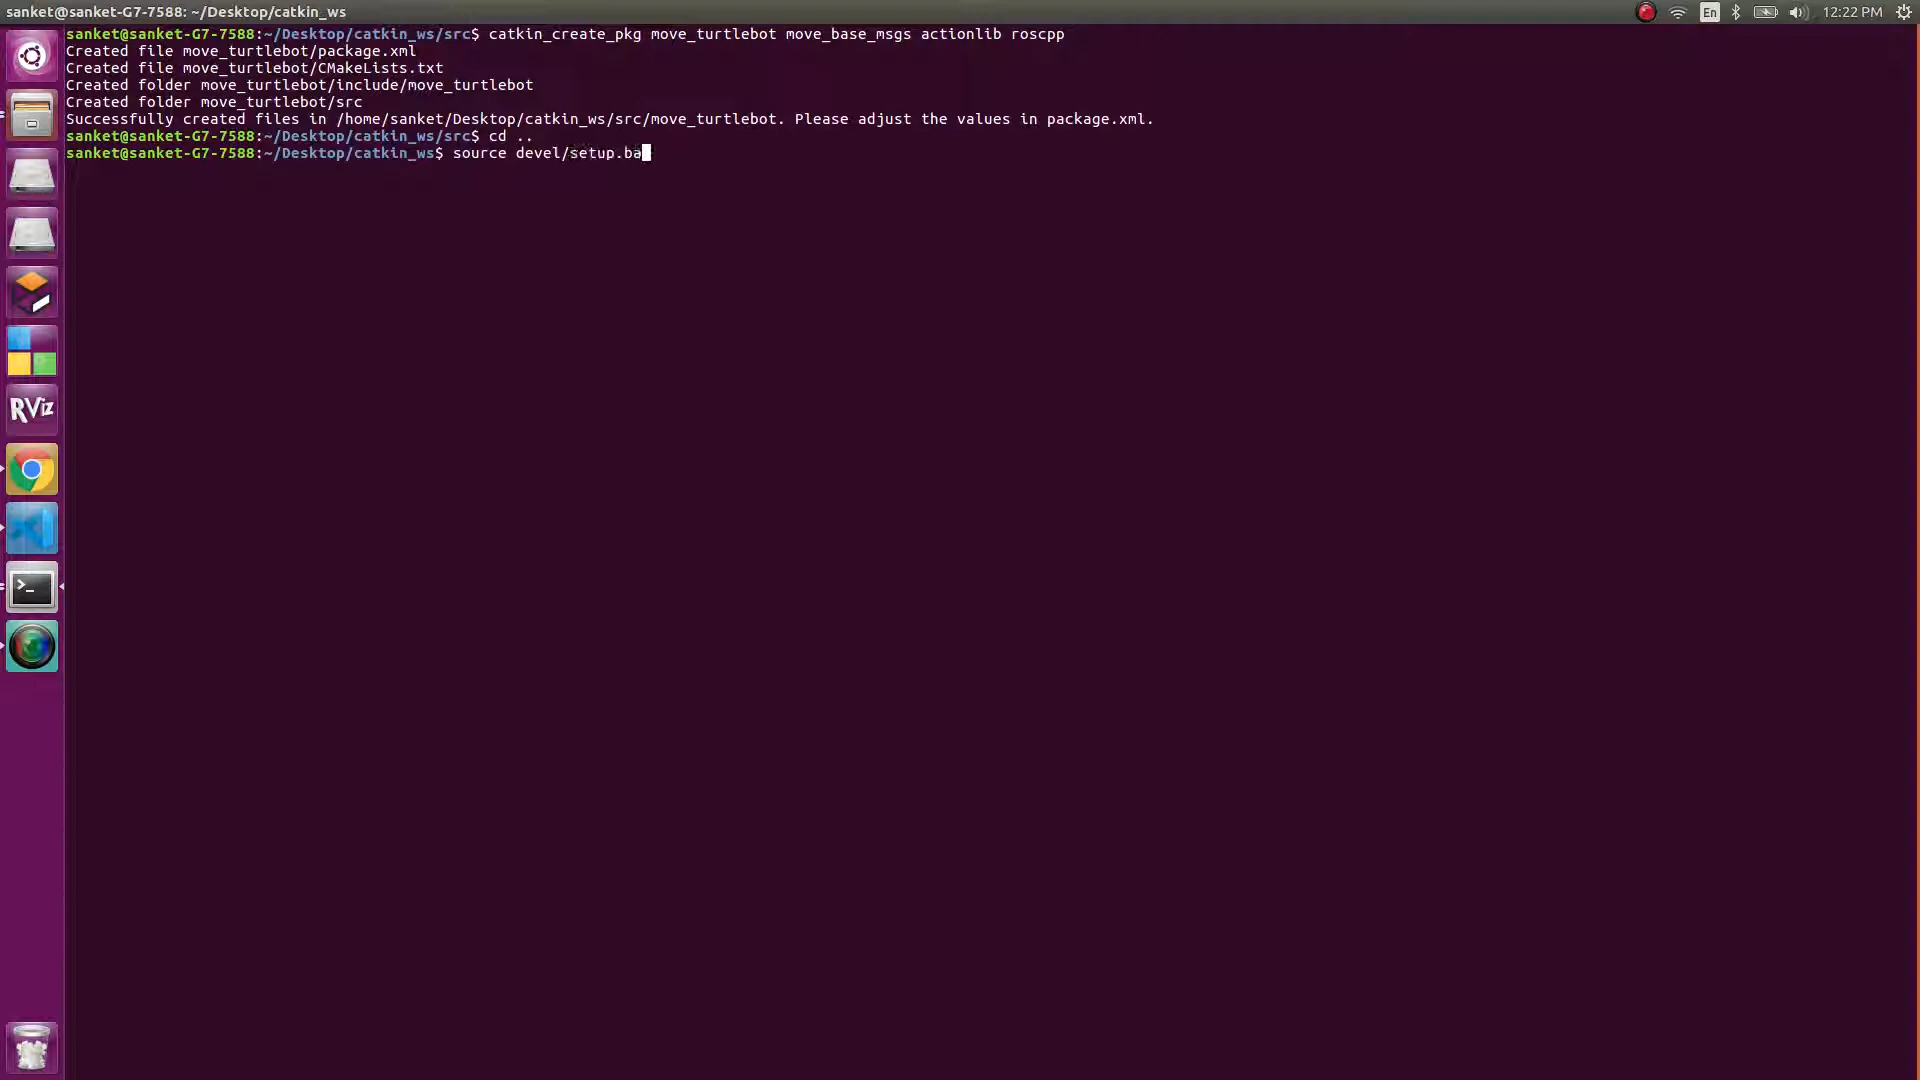 sanket@sanket-G7-7588: ~/Desktop/catkin_ws
En
12:22 PM
sanket@sanket-G7-7588:~/Desktop/catkin_ws/src$ catkin_create_pkg move_turtlebot move_base_msgs actionlib roscpp
Created file move_turtlebot/package.xml
Created file move_turtlebot/CMakeLists.txt
Created folder move_turtlebot/include/move_turtlebot
Created folder move_turtlebot/src
Successfully created files in /home/sanket/Desktop/catkin_ws/src/move_turtlebot. Please adjust the values in package.xml.
sanket@sanket-G7-7588:~/Desktop/catkin_ws/src$ cd ..
sanket@sanket-G7-7588:~/Desktop/catkin_ws$ source devel/setup.ba
RViz
>_